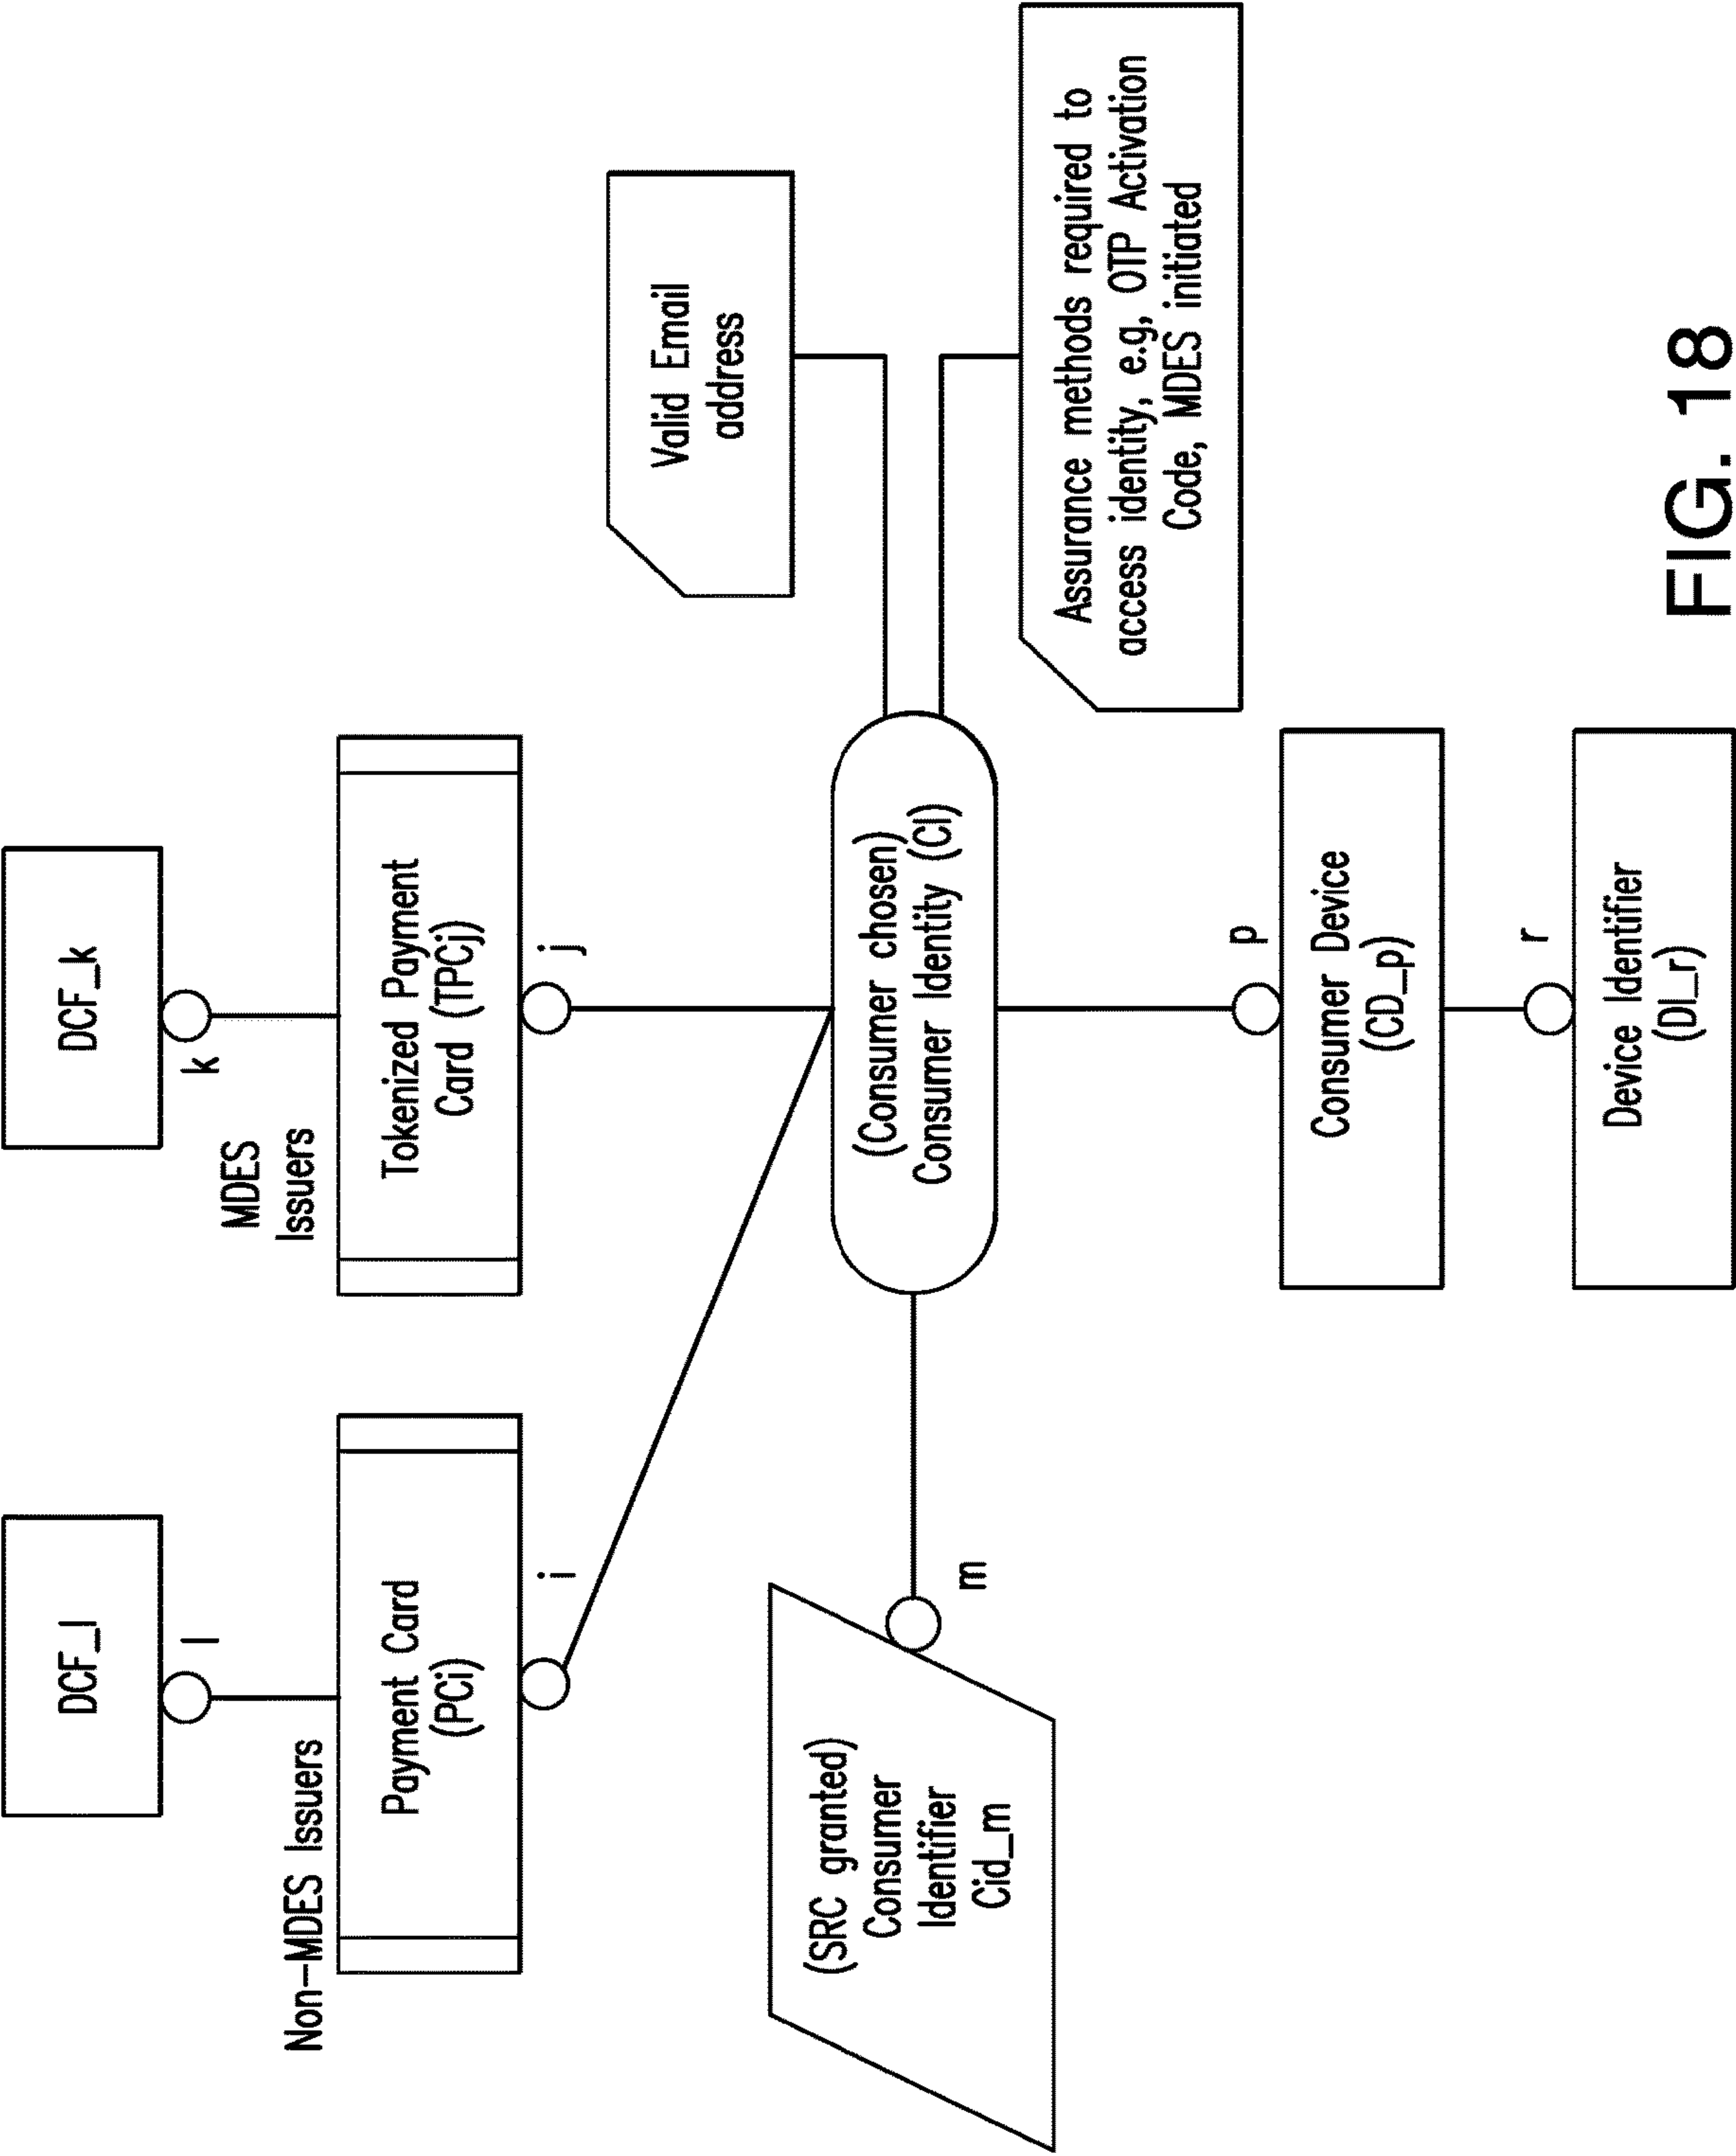 DCF_l
l
Non-MDES Issuers
Payment Card
(PCi)
i
DCF_k
k
MDES
Issuers
Tokenized Payment
Card (TPCj)
j
Valid Email
address
(SRC granted)
Consumer
Identifier
Cid_m
m
(Consumer chosen)
Consumer Identity (CI)
Assurance methods required to
access identity, e.g, OTP Activation
Code, MDES initiated
p
Consumer Device
(CD_p)
r
Device Identifier
(DI_r)
FIG. 18